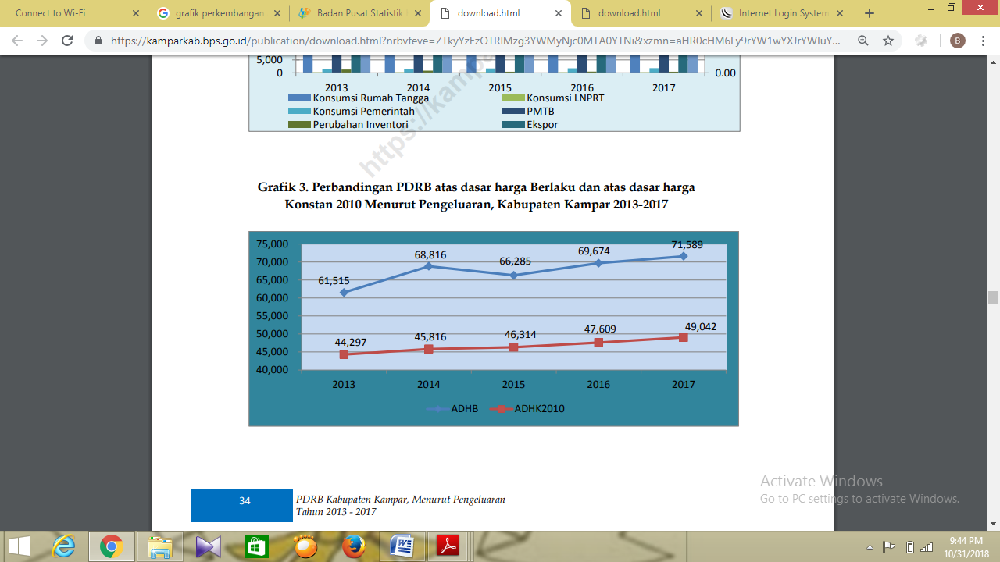 Connect to Wi-Fi
grafik perkembangan
Badan Pusat Statistik
download.html
download.html
Internet Login System
https://kamparkab.bps.go.id/publication/download.html?nrbvfeve=ZTkyYzEzOTRlMzg3YWMyNjc0MTA0YTNi&xzmn=aHR0cHM6Ly9rYW1wYXJrYWIuY...
B
5,000
0
0.00
2013 2014 2015 2016 2017
Konsumsi Rumah Tangga
Konsumsi LNPRT
Konsumsi Pemerintah
PMTB
Perubahan Inventori
Ekspor
https://kampa
Grafik 3. Perbandingan PDRB atas dasar harga Berlaku dan atas dasar harga
Konstan 2010 Menurut Pengeluaran, Kabupaten Kampar 2013-2017
75,000
70,000
65,000
60,000
55,000
50,000
45,000
40,000
61,515
68,816
66,285
69,674
71,589
44,297
45,816
46,314
47,609
49,042
2013 2014 2015 2016 2017
ADHB
ADHK2010
34
PDRB Kabupaten Kampar, Menurut Pengeluaran
Tahun 2013 - 2017
Activate Windows
Go to PC settings to activate Windows.
9:44 PM
10/31/2018